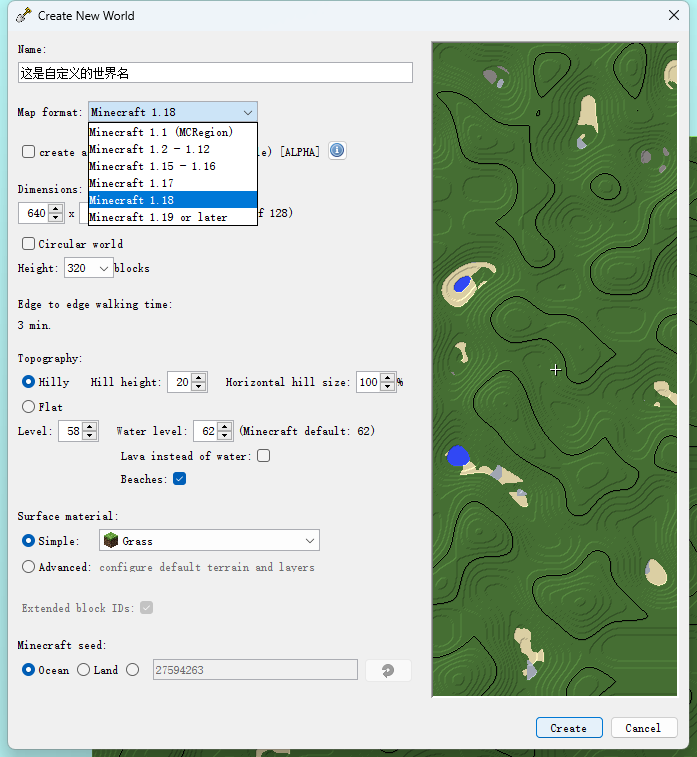 Create New World
Name:
这是自定义的世界名
Map format: Minecraft 1.18
Minecraft 1.1 (MCRegion)
Minecraft 1.2 - 1.12
Minecraft 1.15 - 1.16
Minecraft 1.17
Minecraft 1.18
Minecraft 1.19 or later
create a
) [ALPHA]
Dimensions:
640 x
128)
Circular world
Height: 320 blocks
Edge to edge walking time:
3 min.
Topography:
Hilly Hill height: 20 Horizontal hill size: 100 %
Flat
Level: 58 Water level: 62 (Minecraft default: 62)
Lava instead of water:
Beaches:
Surface material:
Simple: Grass
Advanced: configure default terrain and layers
Extended block IDs:
Minecraft seed:
Ocean Land 27594263
Create Cancel